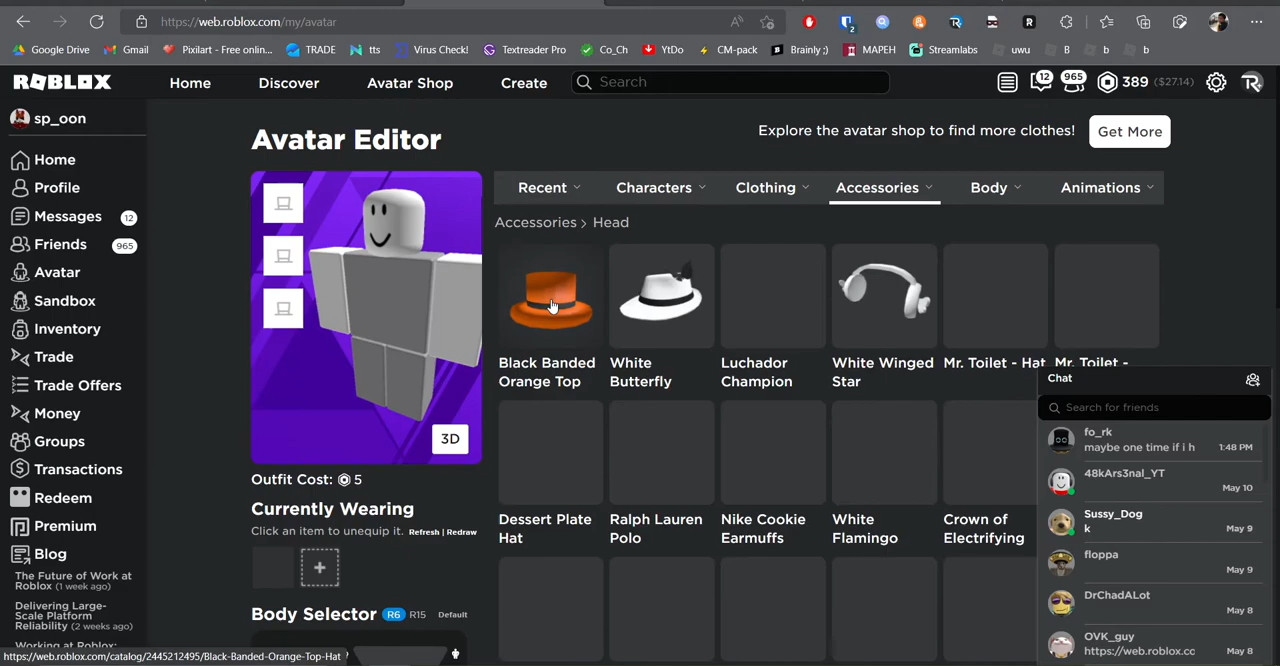 https://web.roblox.com/my/avatar
2
Google Drive
Gmail
Pixilart - Free onlin...
TRADE
tts
Virus Check!
Textreader Pro
Co_Ch
YtDo
CM-pack
Brainly ;)
MAPEH
Streamlabs
uwu
B
b
b
ROBLOX
Home
Discover
Avatar Shop
Create
Search
12
965
389 ($27.14)
sp_oon
Home
Profile
Messages 12
Friends 965
Avatar
Sandbox
Inventory
Trade
Trade Offers
Money
Groups
Transactions
Redeem
Premium
Blog
The Future of Work at
Roblox (1 week ago)
Delivering Large-
Scale Platform
Reliability (2 weeks ago)
Working at Roblox:
https://web.roblox.com/catalog/2445212495/Black-Banded-Orange-Top-Hat
Avatar Editor
Explore the avatar shop to find more clothes!
Get More
3D
Outfit Cost: 5
Currently Wearing
Click an item to unequip it. Refresh | Redraw
+
Body Selector R6 R15 Default
Recent
Characters
Clothing
Accessories
Body
Animations
Accessories > Head
Black Banded
Orange Top
White
Butterfly
Luchador
Champion
White Winged
Star
Mr. Toilet - Hat
Mr. Toilet -
Dessert Plate
Hat
Ralph Lauren
Polo
Nike Cookie
Earmuffs
White
Flamingo
Crown of
Electrifying
Chat
Search for friends
fo_rk
maybe one time if i h
1:48 PM
48kArs3nal_YT
May 10
Sussy_Dog
k
May 9
floppa
May 9
DrChadALot
May 8
OVK_guy
https://web.roblox.cc
May 8